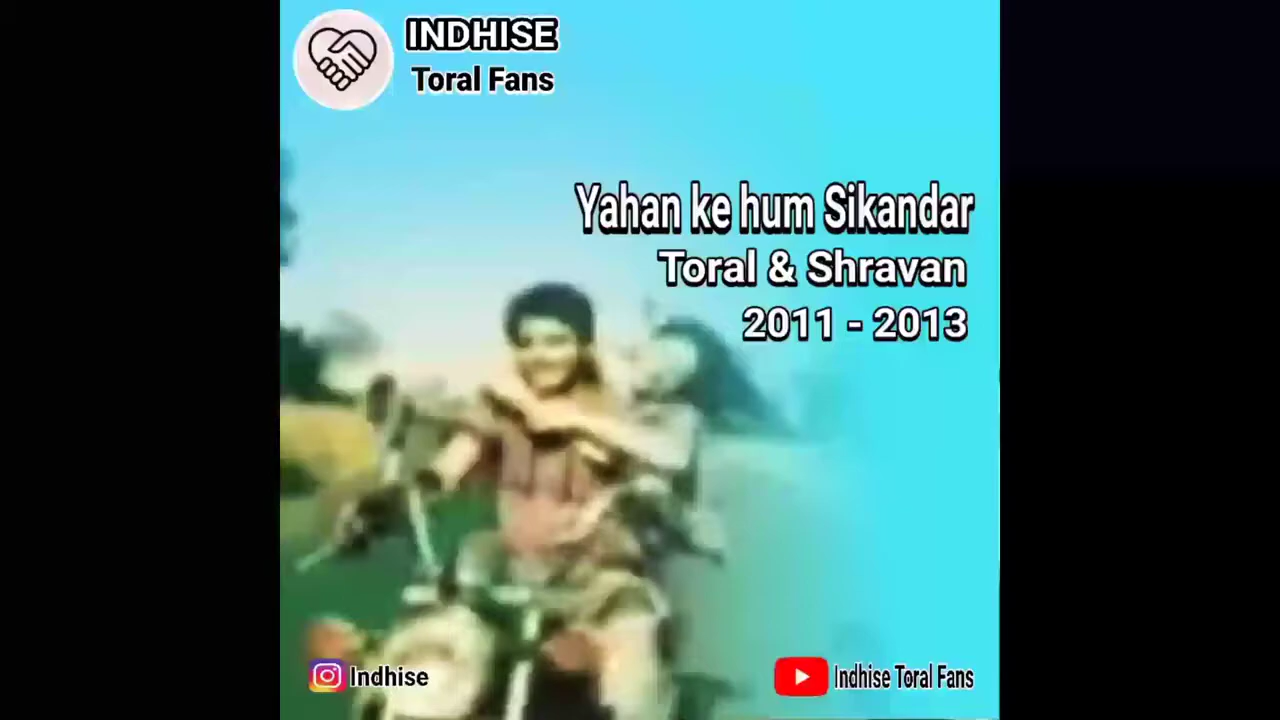 INDHISE
Toral Fans
Yahan ke hum Sikandar
Toral & Shravan
2011 - 2013
Indhise
Indhise Toral Fans